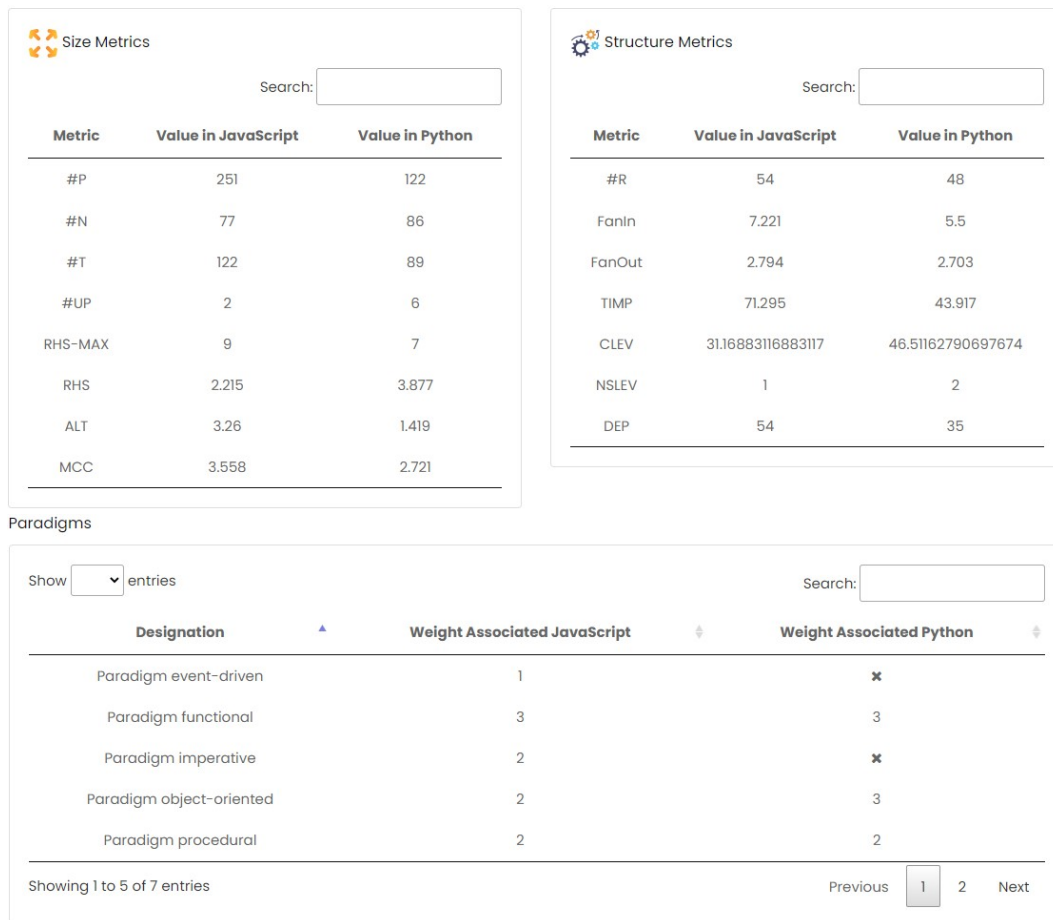 Size Metrics
Search:
Metric Value in JavaScript Value in Python
#P 251 122
#N 77 86
#T 122 89
#UP 2 6
RHS-MAX 9 7
RHS 2.215 3.877
ALT 3.26 1.419
MCC 3.558 2.721
Structure Metrics
Search:
Metric Value in JavaScript Value in Python
#R 54 48
FanIn 7.221 5.5
FanOut 2.794 2.703
TIMP 71.295 43.917
CLEV 31.16883116883117 46.51162790697674
NSLEV 1 2
DEP 54 35
Paradigms
Show entries Search:
Designation Weight Associated JavaScript Weight Associated Python
Paradigm event-driven 1 ✖
Paradigm functional 3 3
Paradigm imperative 2 ✖
Paradigm object-oriented 2 3
Paradigm procedural 2 2
Showing 1 to 5 of 7 entries Previous 1 2 Next